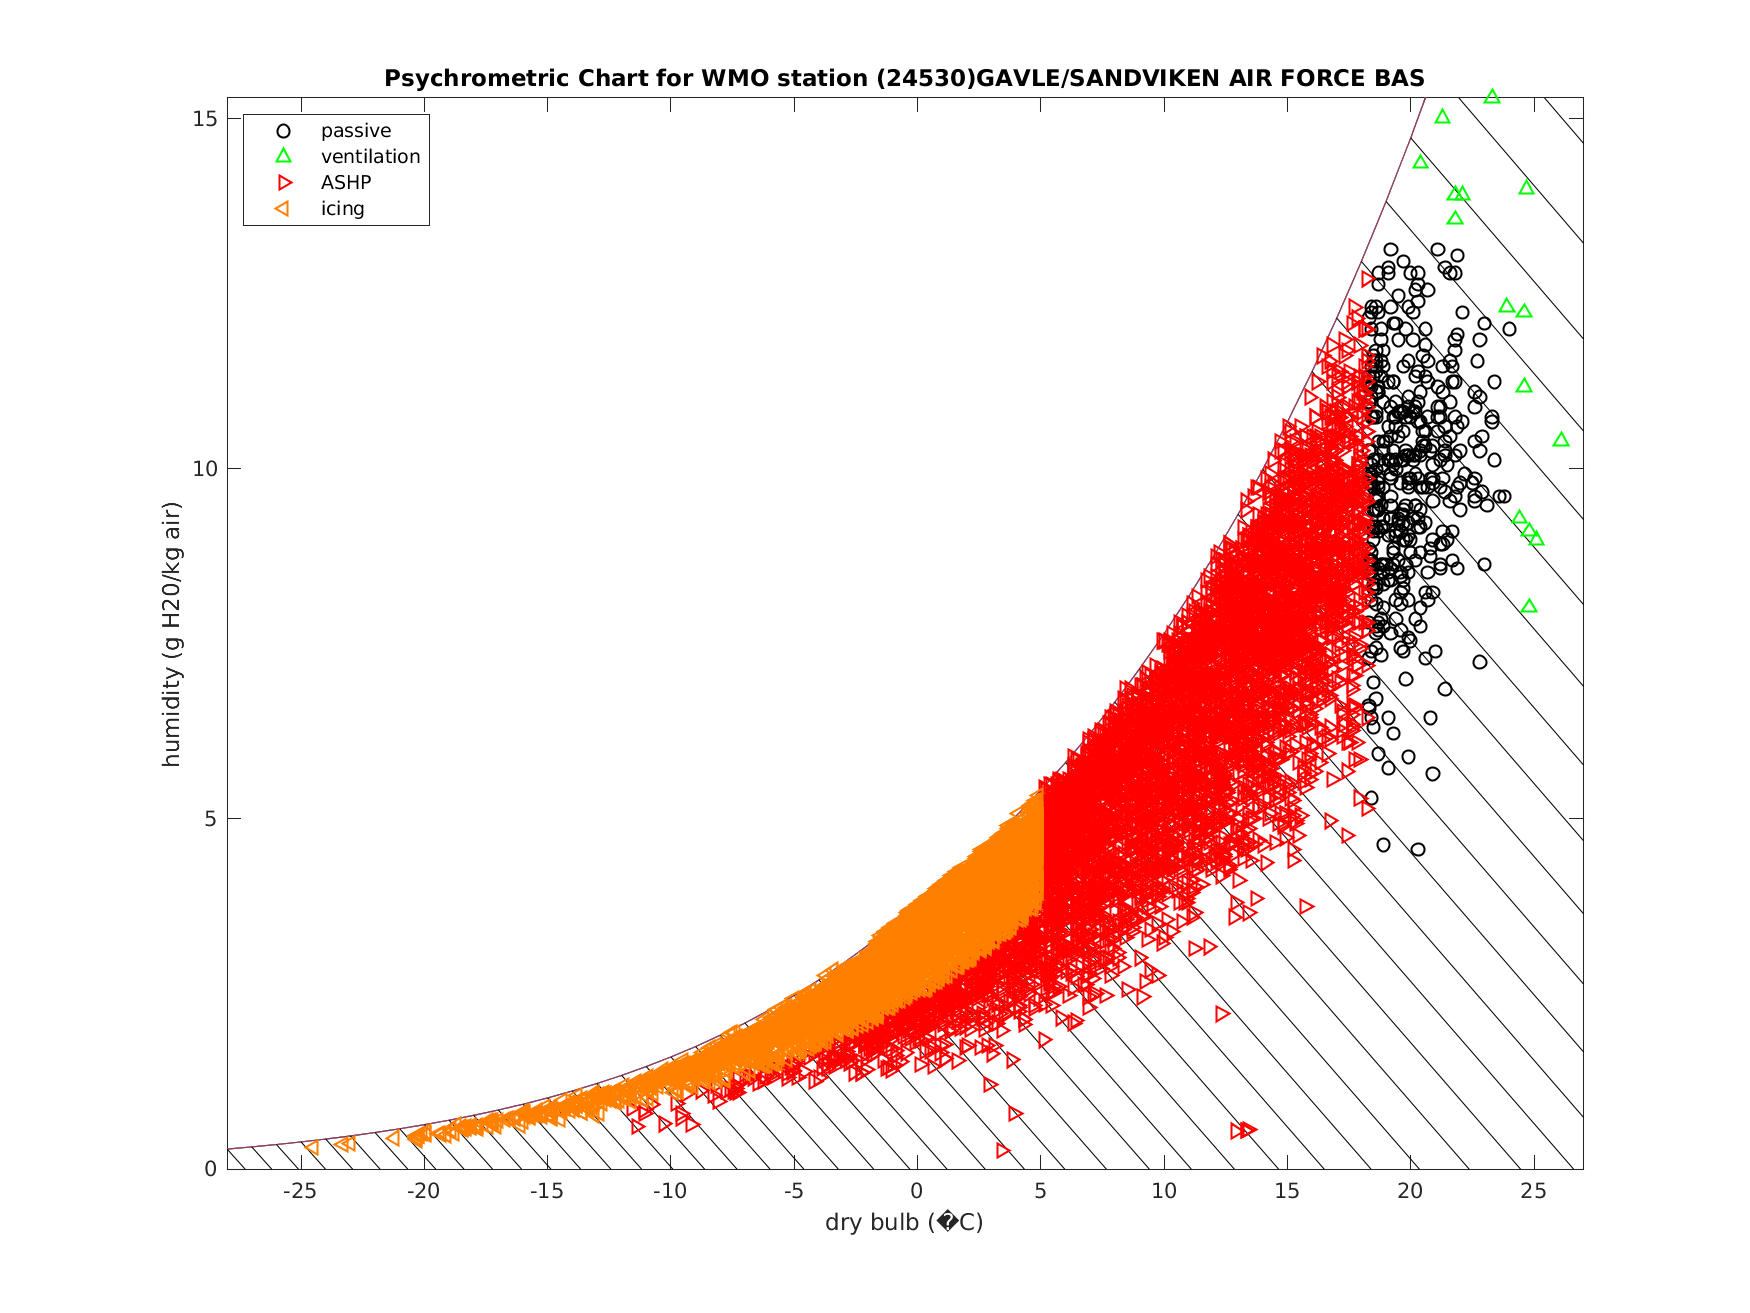 Psychrometric Chart for WMO station (24530)GAVLE/SANDVIKEN AIR FORCE BAS
passive
ventilation
ASHP
icing
15
10
5
0
humidity (g H20/kg air)
-25 -20 -15 -10 -5 0 5 10 15 20 25
dry bulb (�C)